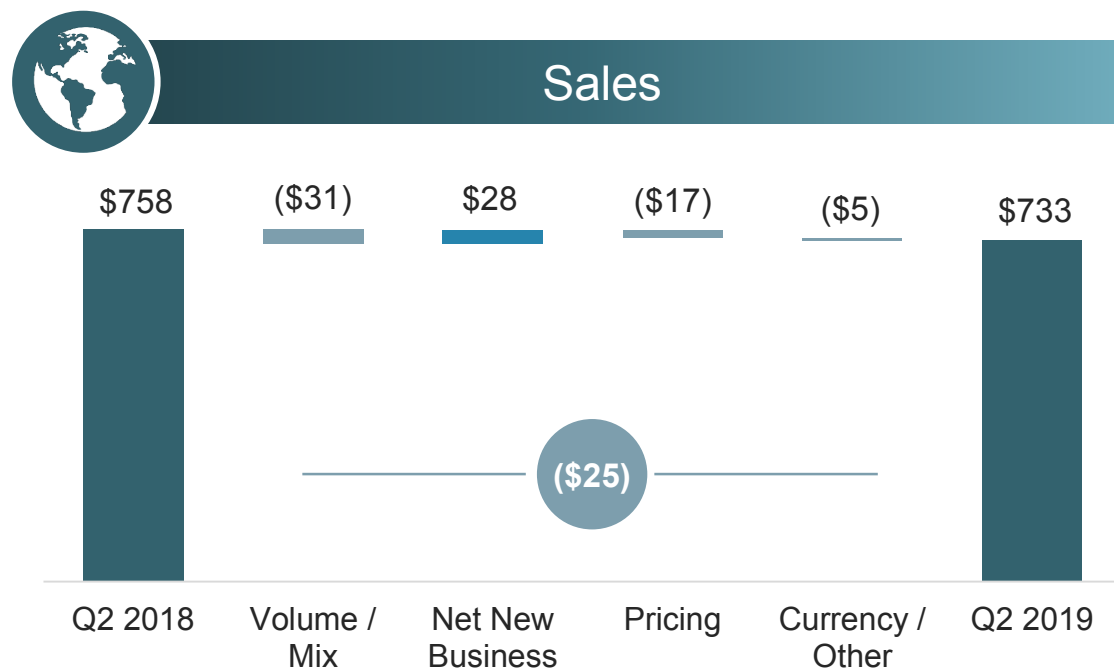 Sales
$758
($31)
$28
($17)
($5)
$733
($25)
Q2 2018
Volume /
Mix
Net New
Business
Pricing
Currency /
Other
Q2 2019